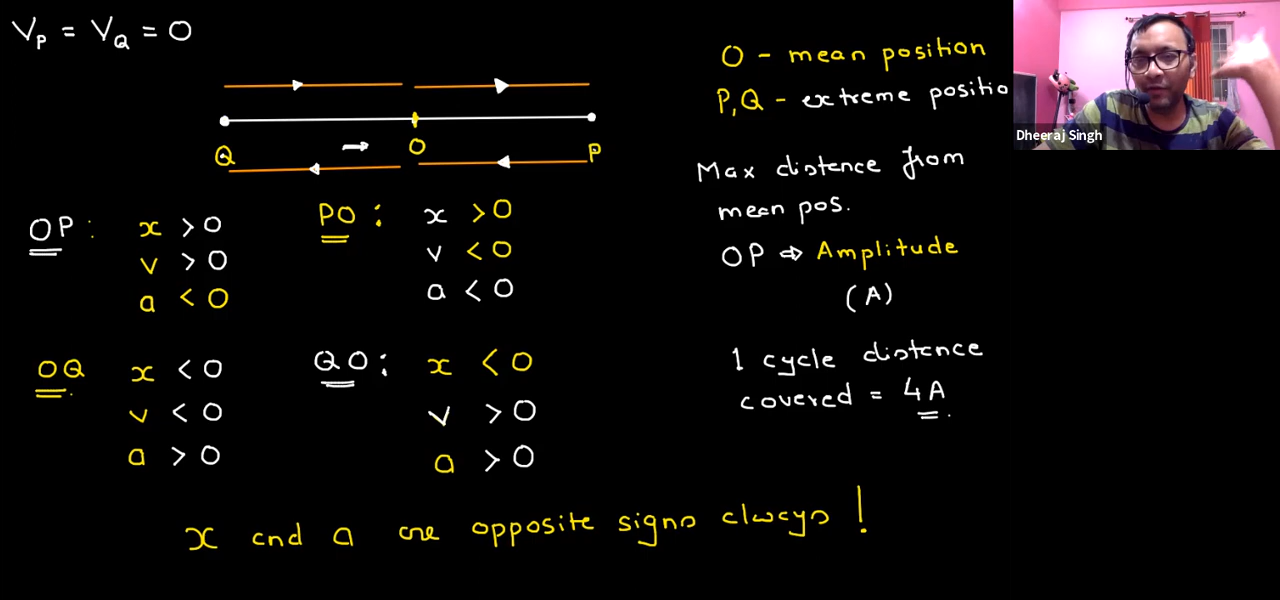 V_P = V_Q = 0
Q O P
OP : x > 0
v > 0
a < 0
PO : x > 0
v < 0
a < 0
OQ x < 0
v < 0
a > 0
QO : x < 0
v > 0
a > 0
x and a are opposite signs always !
O - mean position
P, Q - extreme positio
Max distance from
mean pos.
OP ⇒ Amplitude
(A)
1 cycle distance
covered = 4A
Dheeraj Singh